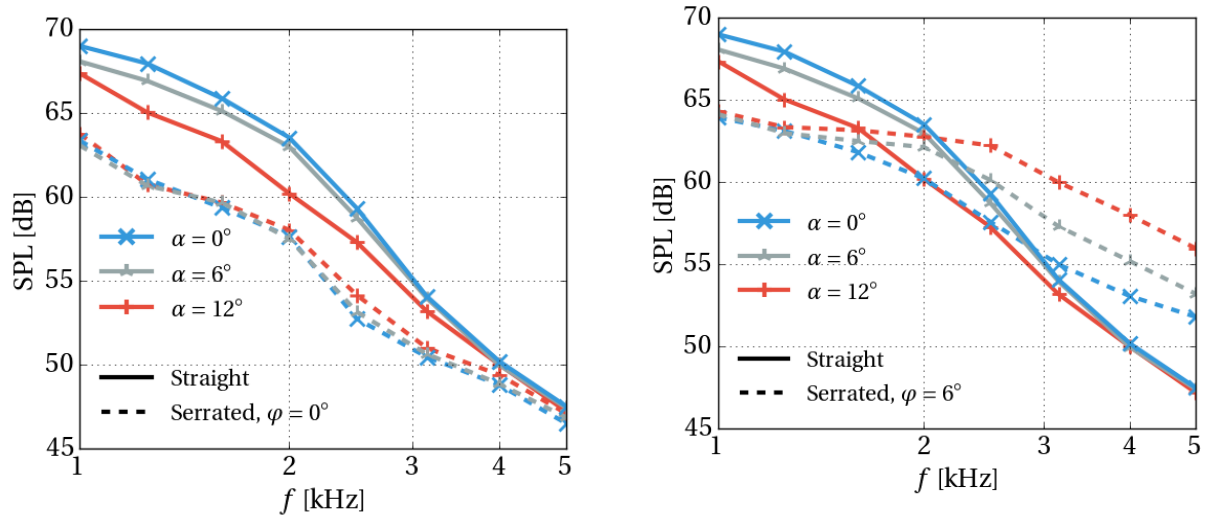 70
65
60
55
50
45
SPL [dB]
α = 0°
α = 6°
α = 12°
Straight
Serrated, φ = 0°
1 2 3 4 5
f [kHz]
70
65
60
55
50
45
SPL [dB]
α = 0°
α = 6°
α = 12°
Straight
Serrated, φ = 6°
1 2 3 4 5
f [kHz]